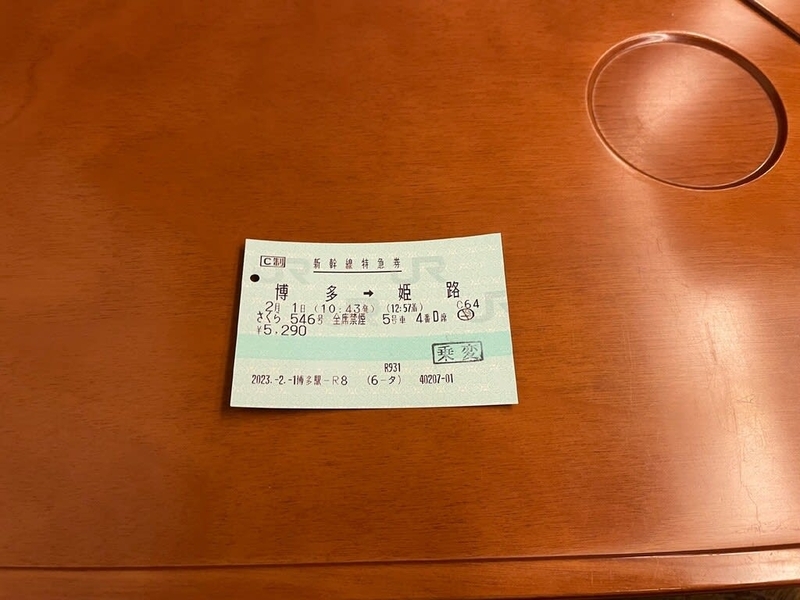 C制 新幹線特急券
博多 → 姫路
2月 1日 (10:43発) (12:57着) C64
さくら 546号 全席禁煙 5号車 4番D席
¥5,290
乗変
R931
2023.-2.-1博多駅-R8 (6-タ) 40207-01